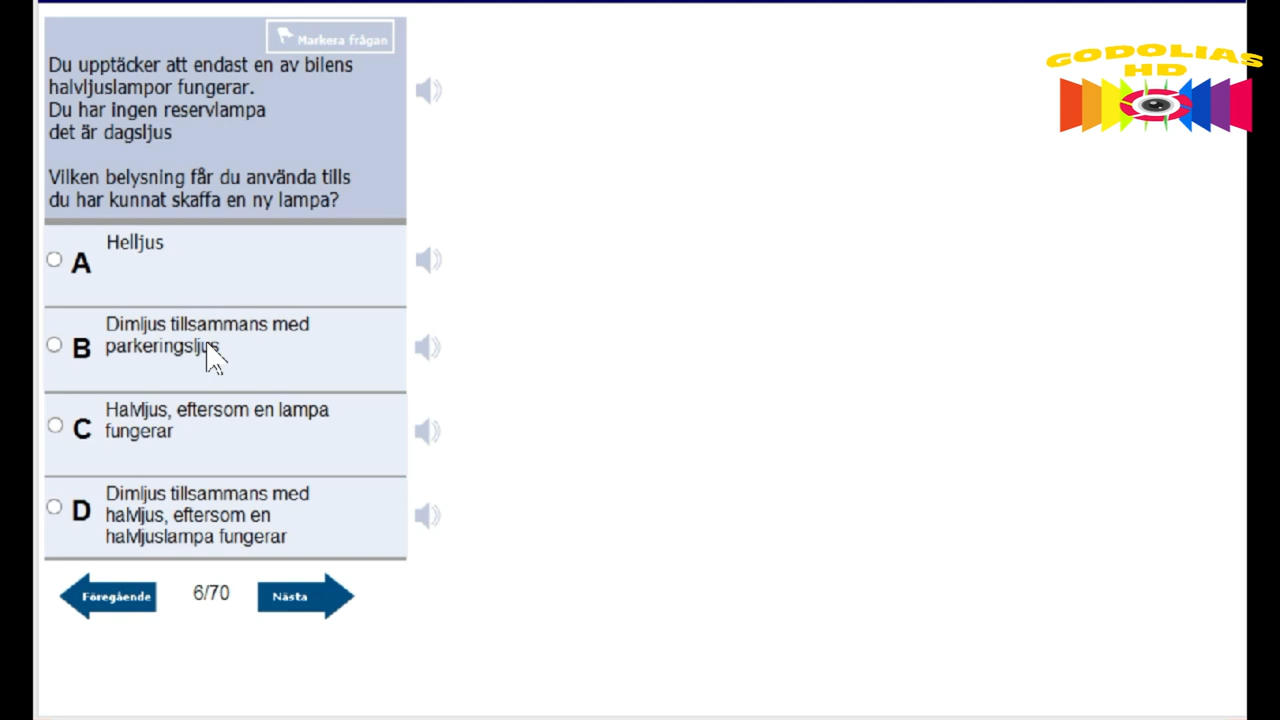 Markera frågan
Du upptäcker att endast en av bilens
halvljuslampor fungerar.
Du har ingen reservlampa
det är dagsljus
Vilken belysning får du använda tills
du har kunnat skaffa en ny lampa?
A
Helljus
B
Dimljus tillsammans med
parkeringsljus
C
Halvljus, eftersom en lampa
fungerar
D
Dimljus tillsammans med
halvljus, eftersom en
halvljuslampa fungerar
Föregående
6/70
Nästa
GODOLIAS
HD